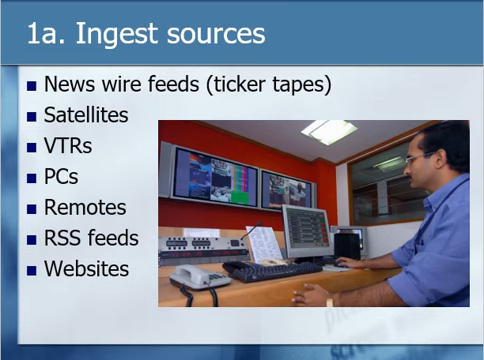 1a. Ingest sources
News wire feeds (ticker tapes)
Satellites
VTRs
PCs
Remotes
RSS feeds
Websites